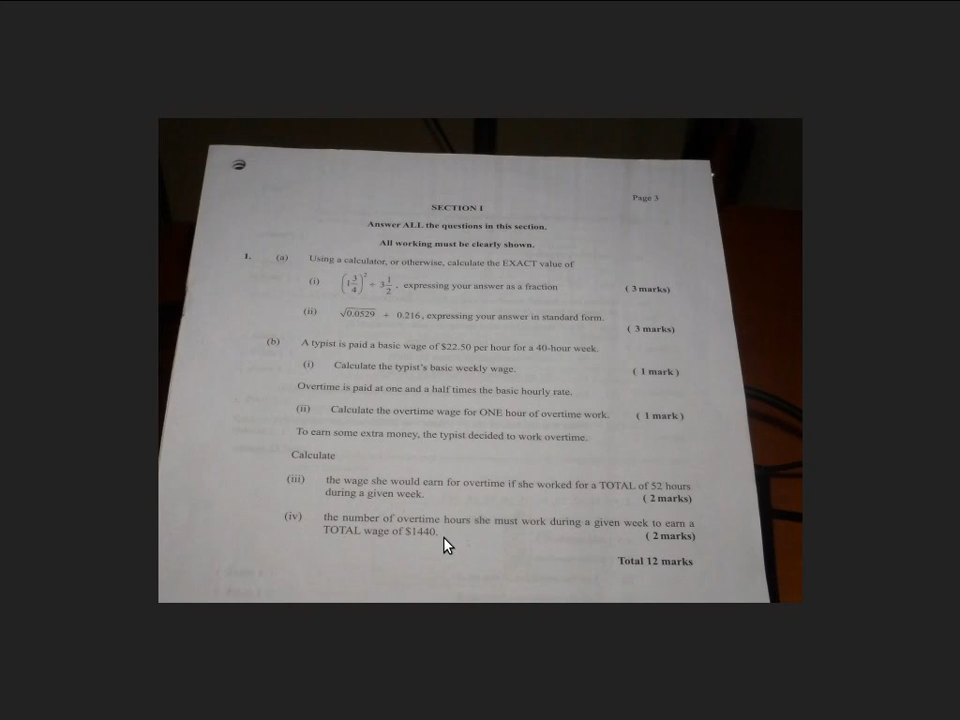 Page 3
SECTION I
Answer ALL the questions in this section.
All working must be clearly shown.
1. (a) Using a calculator, or otherwise, calculate the EXACT value of
(i) (1 3/4)² ÷ 3 1/2, expressing your answer as a fraction (3 marks)
(ii) √0.0529 + 0.216, expressing your answer in standard form.
(3 marks)
(b) A typist is paid a basic wage of $22.50 per hour for a 40-hour week.
(i) Calculate the typist's basic weekly wage. (1 mark)
Overtime is paid at one and a half times the basic hourly rate.
(ii) Calculate the overtime wage for ONE hour of overtime work. (1 mark)
To earn some extra money, the typist decided to work overtime.
Calculate
(iii) the wage she would earn for overtime if she worked for a TOTAL of 52 hours
during a given week. (2 marks)
(iv) the number of overtime hours she must work during a given week to earn a
TOTAL wage of $1440. (2 marks)
Total 12 marks